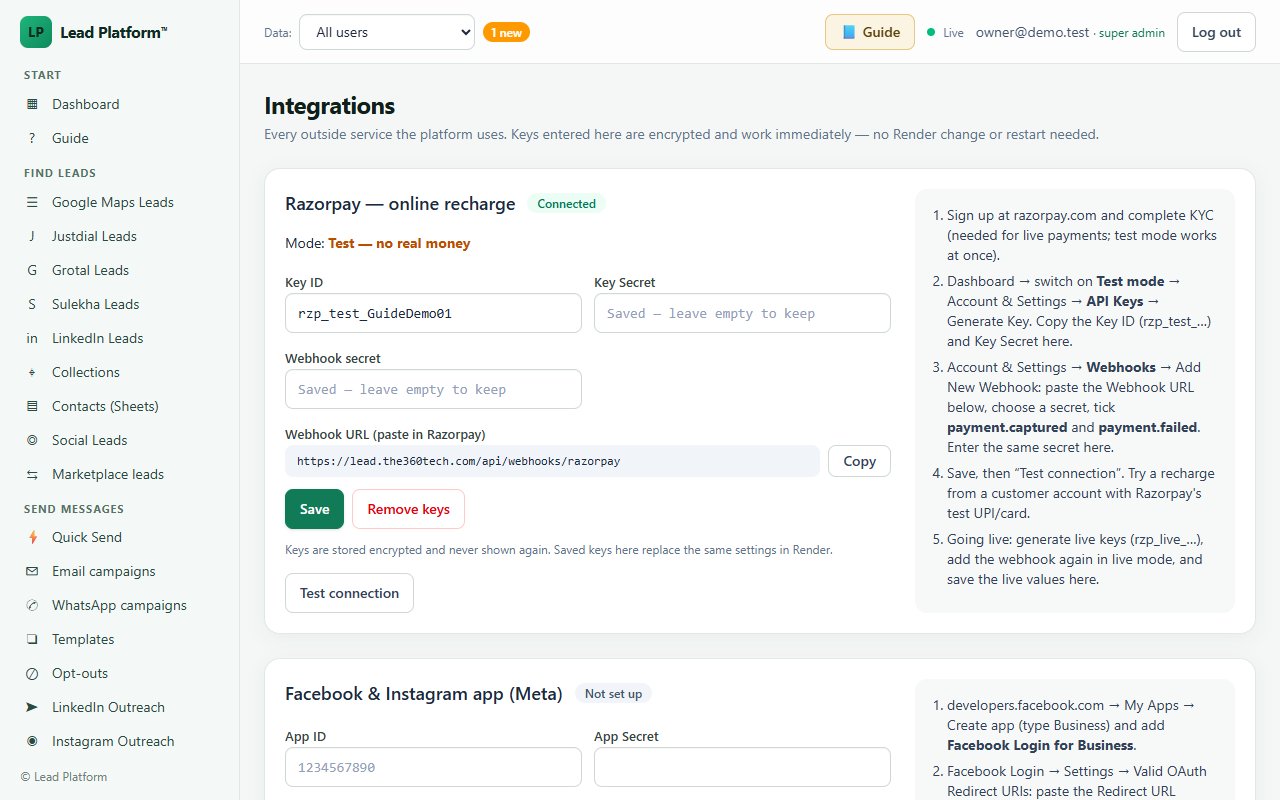 LP Lead Platform™
START
Dashboard
? Guide
FIND LEADS
Google Maps Leads
J Justdial Leads
G Grotal Leads
S Sulekha Leads
in LinkedIn Leads
Collections
Contacts (Sheets)
Social Leads
Marketplace leads
SEND MESSAGES
Quick Send
Email campaigns
WhatsApp campaigns
Templates
Opt-outs
LinkedIn Outreach
Instagram Outreach
© Lead Platform
Data: All users 1 new
Guide Live owner@demo.test · super admin Log out
Integrations
Every outside service the platform uses. Keys entered here are encrypted and work immediately — no Render change or restart needed.
Razorpay — online recharge Connected
Mode: Test — no real money
Key ID Key Secret
rzp_test_GuideDemo01 Saved — leave empty to keep
Webhook secret
Saved — leave empty to keep
Webhook URL (paste in Razorpay)
https://lead.the360tech.com/api/webhooks/razorpay Copy
Save Remove keys
Keys are stored encrypted and never shown again. Saved keys here replace the same settings in Render.
Test connection
1. Sign up at razorpay.com and complete KYC
(needed for live payments; test mode works
at once).
2. Dashboard → switch on Test mode →
Account & Settings → API Keys →
Generate Key. Copy the Key ID (rzp_test_…)
and Key Secret here.
3. Account & Settings → Webhooks → Add
New Webhook: paste the Webhook URL
below, choose a secret, tick
payment.captured and payment.failed.
Enter the same secret here.
4. Save, then “Test connection”. Try a recharge
from a customer account with Razorpay's
test UPI/card.
5. Going live: generate live keys (rzp_live_…),
add the webhook again in live mode, and
save the live values here.
Facebook & Instagram app (Meta) Not set up
App ID App Secret
1234567890
1. developers.facebook.com → My Apps →
Create app (type Business) and add
Facebook Login for Business.
2. Facebook Login → Settings → Valid OAuth
Redirect URIs: paste the Redirect URL